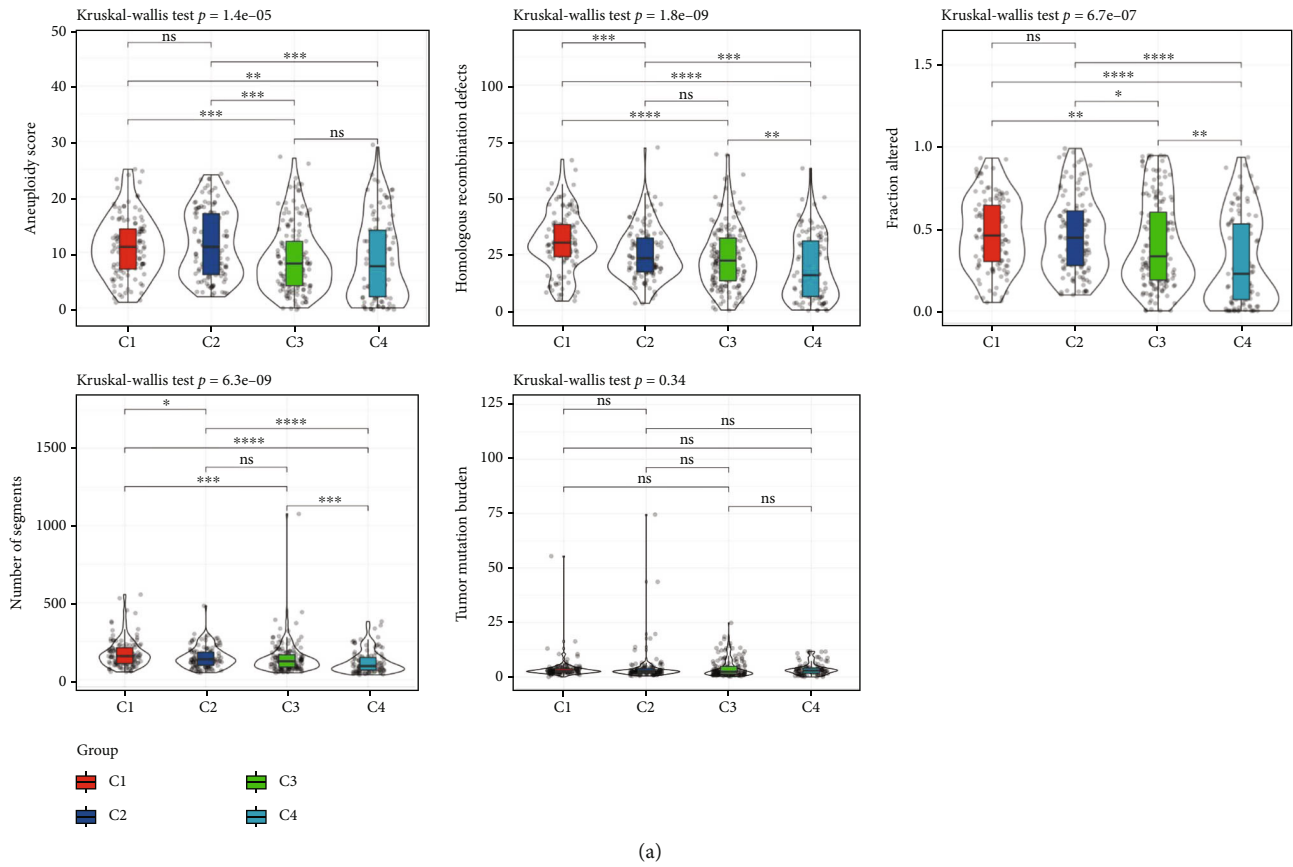 Kruskal-wallis test p = 1.4e–05
Aneuploidy score
50
40
30
20
10
0
ns
***
**
***
***
ns
C1 C2 C3 C4
Kruskal-wallis test p = 1.8e–09
Homologous recombination defects
100
75
50
25
0
***
***
****
ns
****
**
C1 C2 C3 C4
Kruskal-wallis test p = 6.7e–07
Fraction altered
1.5
1.0
0.5
0.0
ns
****
****
*
**
**
C1 C2 C3 C4
Kruskal-wallis test p = 6.3e–09
Number of segments
1500
1000
500
0
*
****
****
ns
***
***
C1 C2 C3 C4
Kruskal-wallis test p = 0.34
Tumor mutation burden
125
100
75
50
25
0
ns
ns
ns
ns
ns
ns
C1 C2 C3 C4
Group
C1 C3
C2 C4
(a)